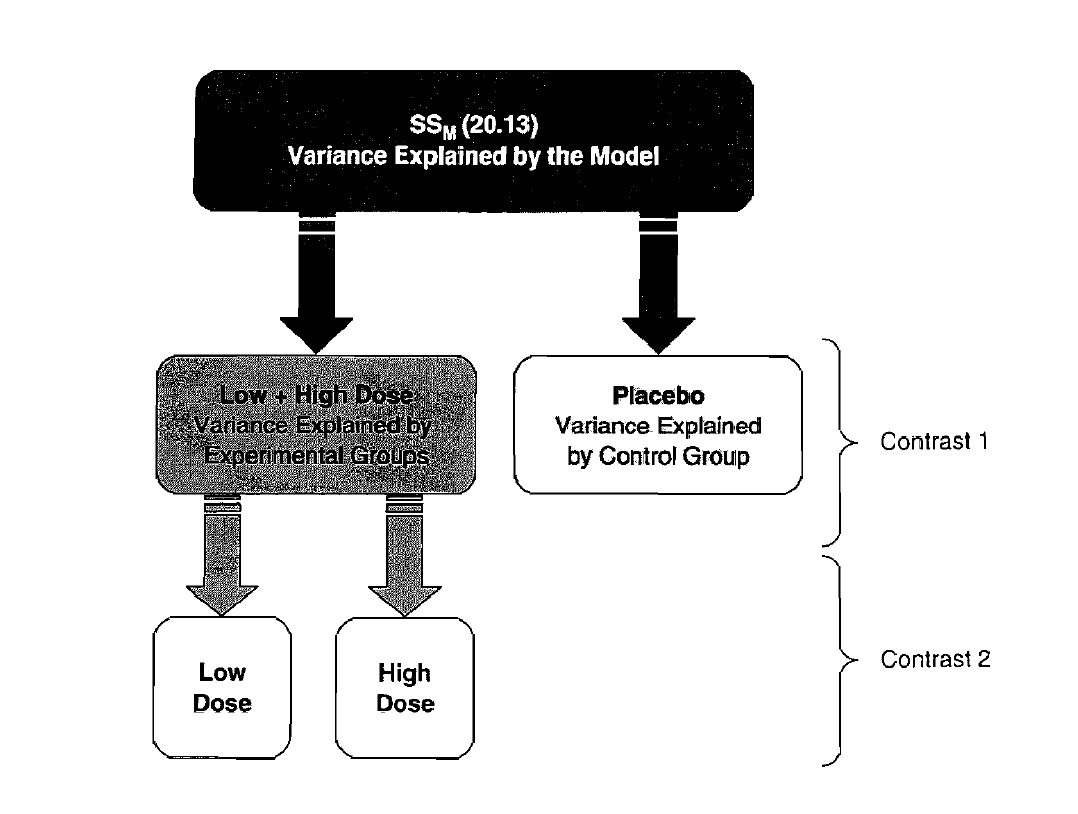 SSM (20.13)
Variance Explained by the Model
Low + High Dose
Variance Explained by
Experimental Groups
Placebo
Variance Explained
by Control Group
Contrast 1
Low
Dose
High
Dose
Contrast 2